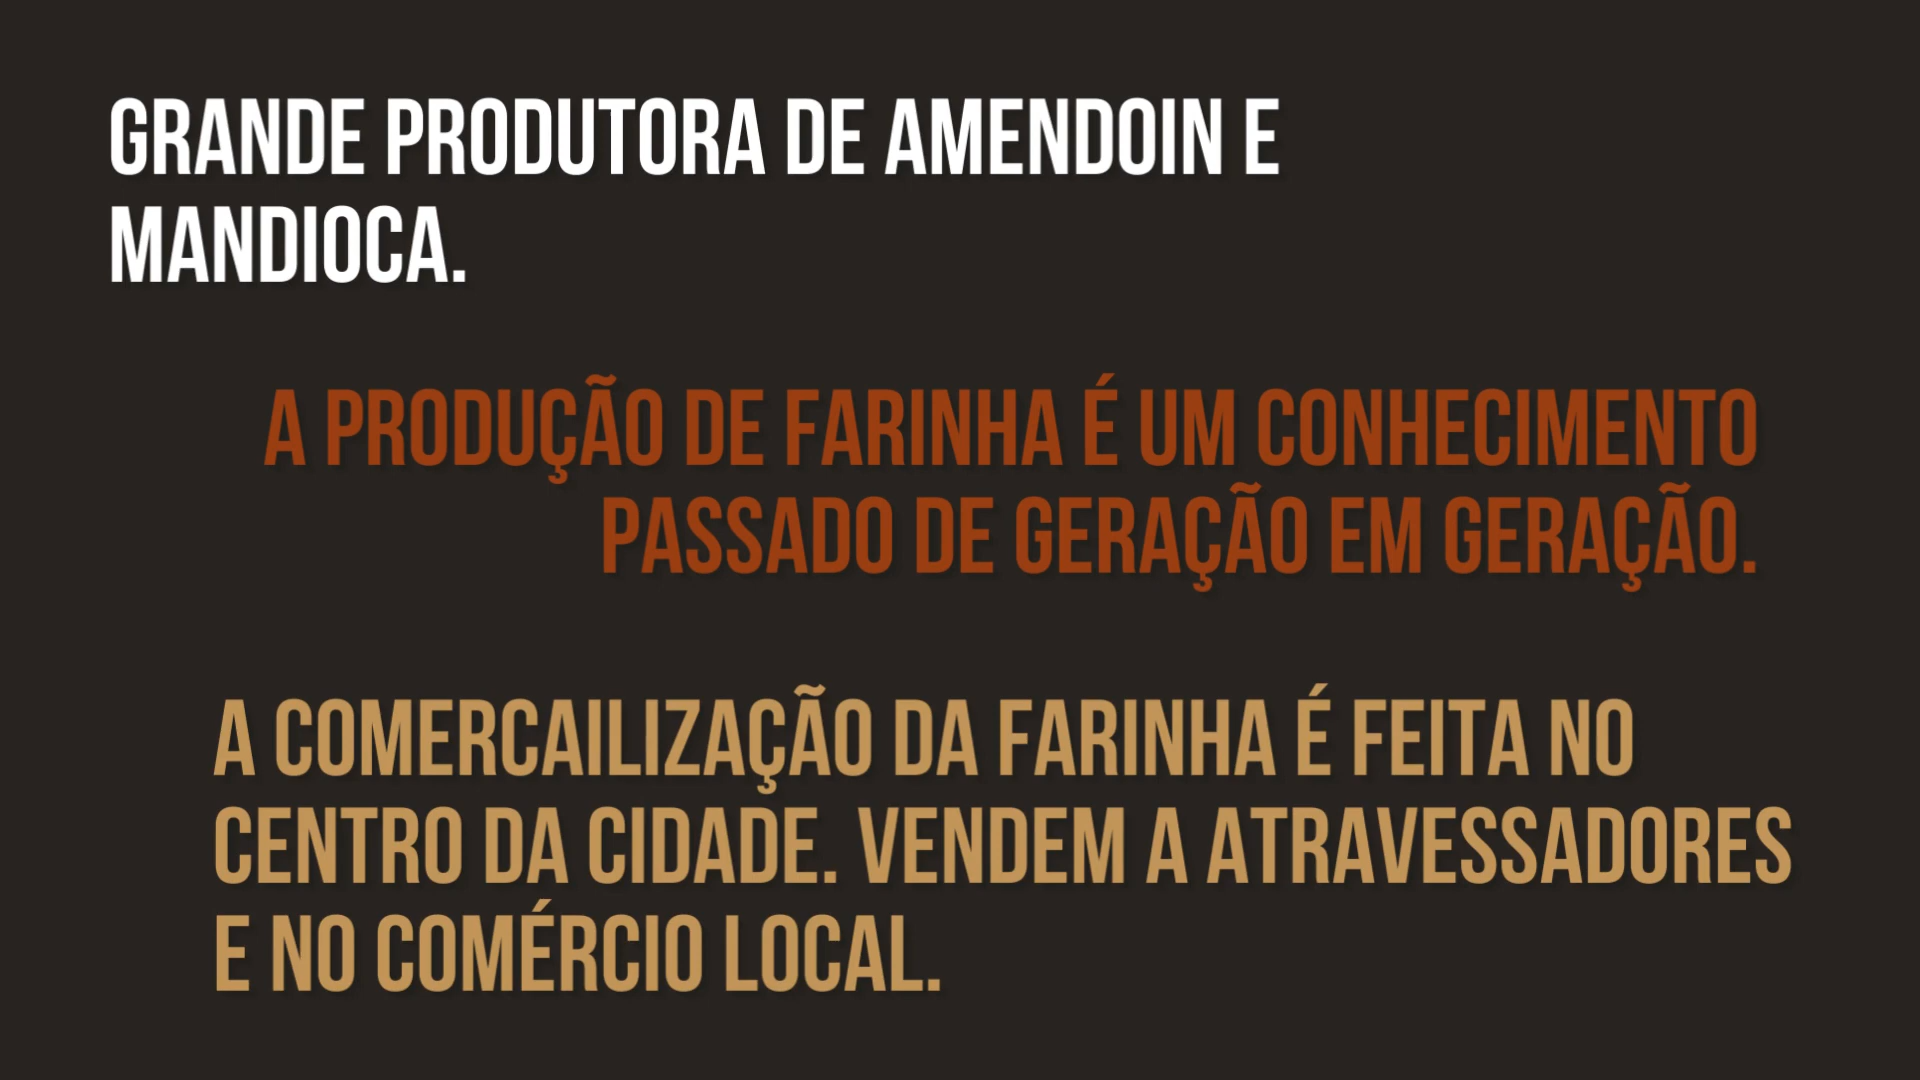 GRANDE PRODUTORA DE AMENDOIN E
MANDIOCA.
A PRODUÇÃO DE FARINHA É UM CONHECIMENTO
PASSADO DE GERAÇÃO EM GERAÇÃO.
A COMERCAILIZAÇÃO DA FARINHA É FEITA NO
CENTRO DA CIDADE. VENDEM A ATRAVESSADORES
E NO COMÉRCIO LOCAL.